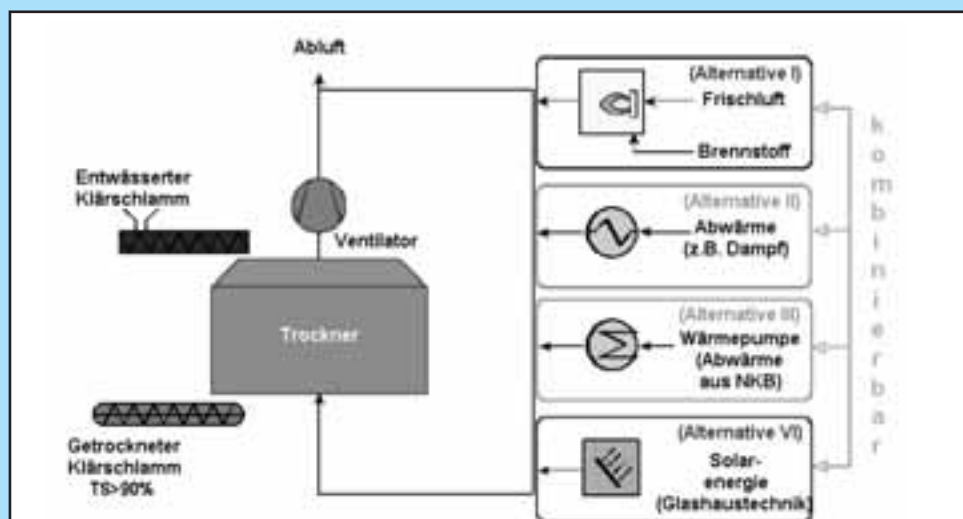 Abluft
Entwässerter
Klärschlamm
Ventilator
Trockner
Getrockneter
Klärschlamm
TS>90%
(Alternative I)
Frischluft
Brennstoff
(Alternative II)
Abwärme
(z.B. Dampf)
(Alternative III)
Wärmepumpe
(Abwärme
aus NKB)
(Alternative VI)
Solar-
energie
(Glashaustechnik)
kombinierbar